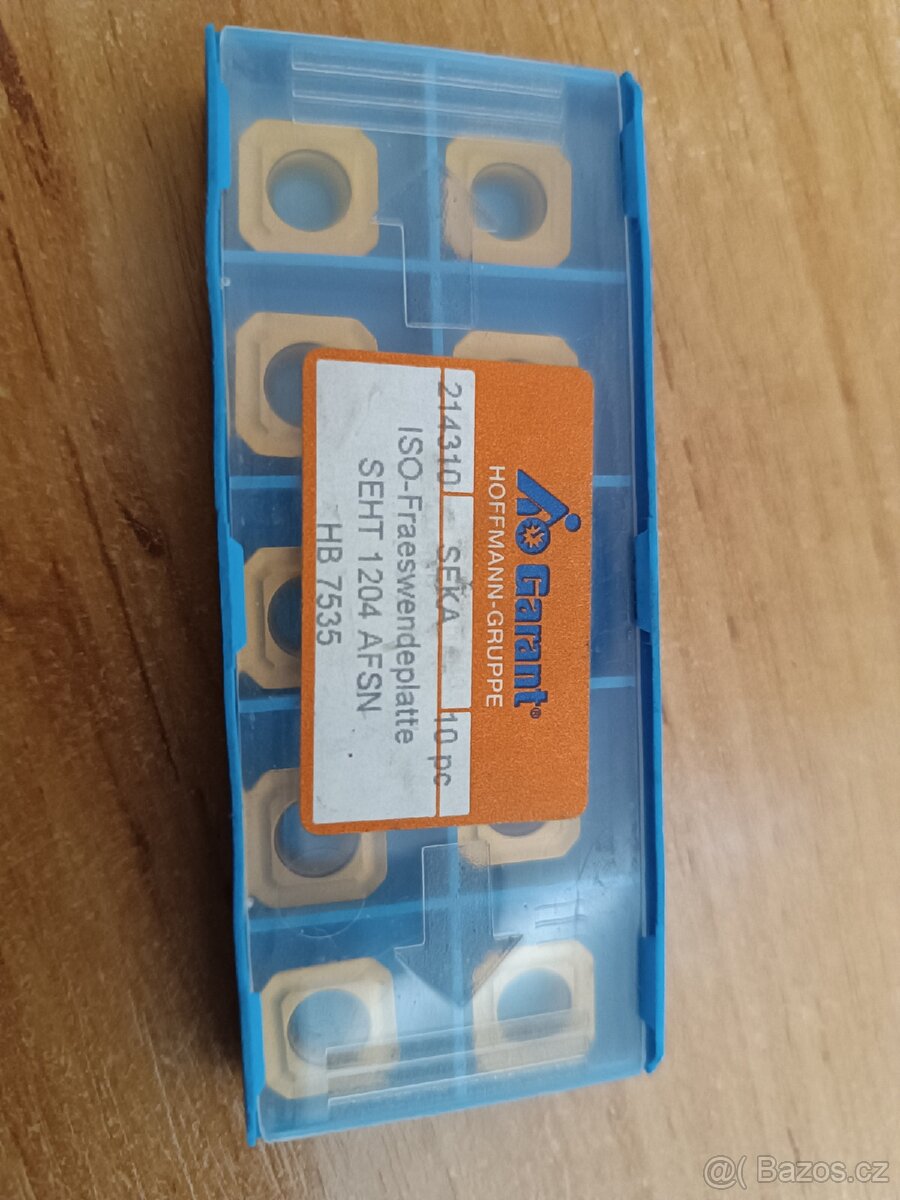 Garant®
HOFFMANN-GRUPPE
214310 SEKA 10 pc
ISO-Fraeswendeplatte
SEHT 1204 AFSN
HB 7535
@( Bazos.cz